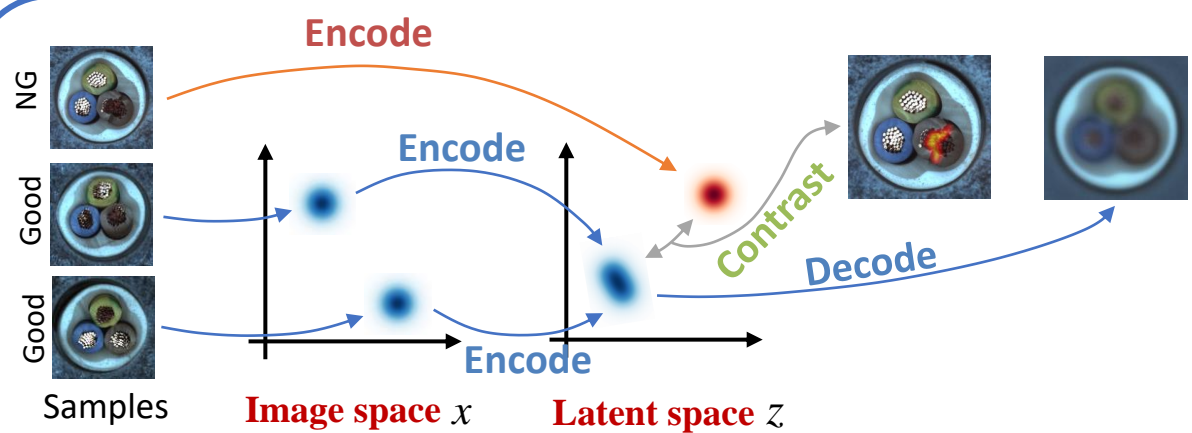 Encode
NG
Encode
Good
Contrast
Decode
Good
Encode
Samples
Image space x
Latent space z